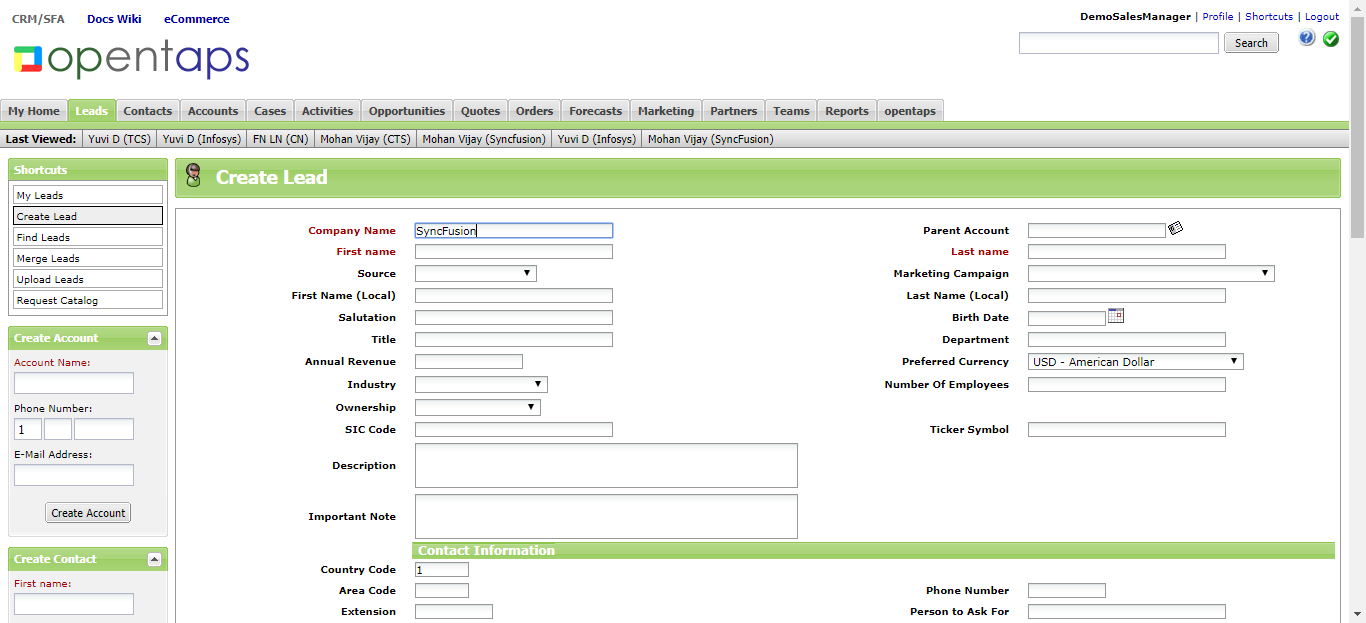 CRM/SFA Docs Wiki eCommerce
DemoSalesManager | Profile | Shortcuts | Logout
opentaps
Search
My Home Leads Contacts Accounts Cases Activities Opportunities Quotes Orders Forecasts Marketing Partners Teams Reports opentaps
Last Viewed: Yuvi D (TCS) Yuvi D (Infosys) FN LN (CN) Mohan Vijay (CTS) Mohan Vijay (Syncfusion) Yuvi D (Infosys) Mohan Vijay (SyncFusion)
Shortcuts
My Leads
Create Lead
Find Leads
Merge Leads
Upload Leads
Request Catalog
Create Account
Account Name:
Phone Number:
1
E-Mail Address:
Create Account
Create Contact
First name:
Create Lead
Company Name SyncFusion Parent Account
First name Last name
Source Marketing Campaign
First Name (Local) Last Name (Local)
Salutation Birth Date
Title Department
Annual Revenue Preferred Currency USD - American Dollar
Industry Number Of Employees
Ownership
SIC Code Ticker Symbol
Description
Important Note
Contact Information
Country Code 1
Area Code Phone Number
Extension Person to Ask For